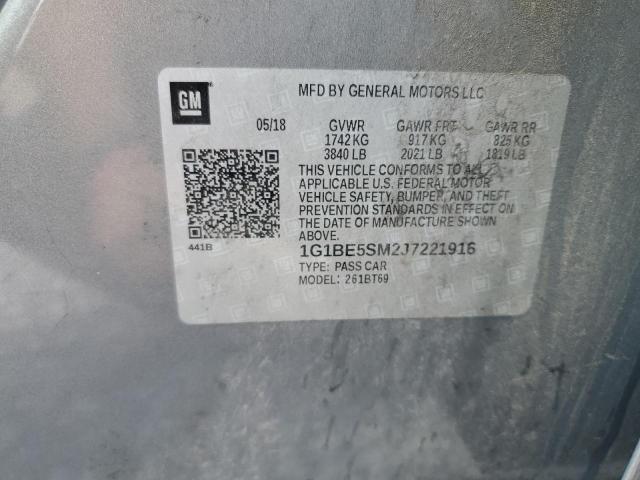 GM
MFD BY GENERAL MOTORS LLC
05/18 GVWR GAWR FRT GAWR RR
1742 KG 917 KG 825 KG
3840 LB 2021 LB 1819 LB
THIS VEHICLE CONFORMS TO ALL
APPLICABLE U.S. FEDERAL MOTOR
VEHICLE SAFETY, BUMPER, AND THEFT
PREVENTION STANDARDS IN EFFECT ON
THE DATE OF MANUFACTURE SHOWN
ABOVE.
441B
1G1BE5SM2J7221916
TYPE: PASS CAR
MODEL: 261BT69